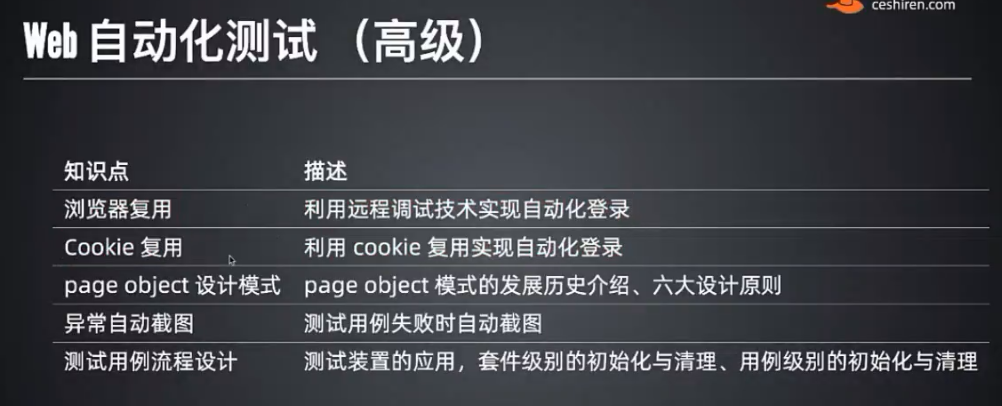 ceshiren.com
Web 自动化测试 （高级）
知识点 描述
浏览器复用 利用远程调试技术实现自动化登录
Cookie 复用 利用 cookie 复用实现自动化登录
page object 设计模式 page object 模式的发展历史介绍、六大设计原则
异常自动截图 测试用例失败时自动截图
测试用例流程设计 测试装置的应用，套件级别的初始化与清理、用例级别的初始化与清理